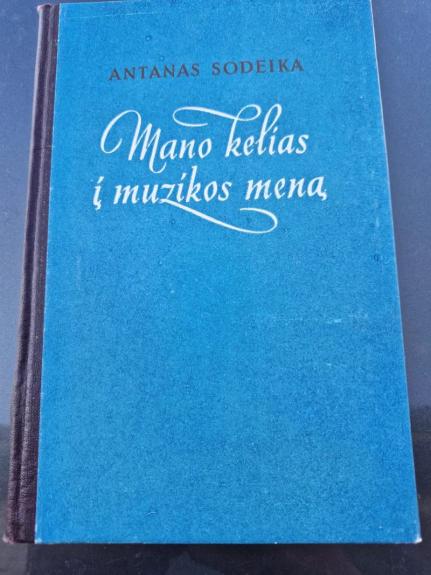 ANTANAS SODEIKA
Mano kelias
į muzikos meną